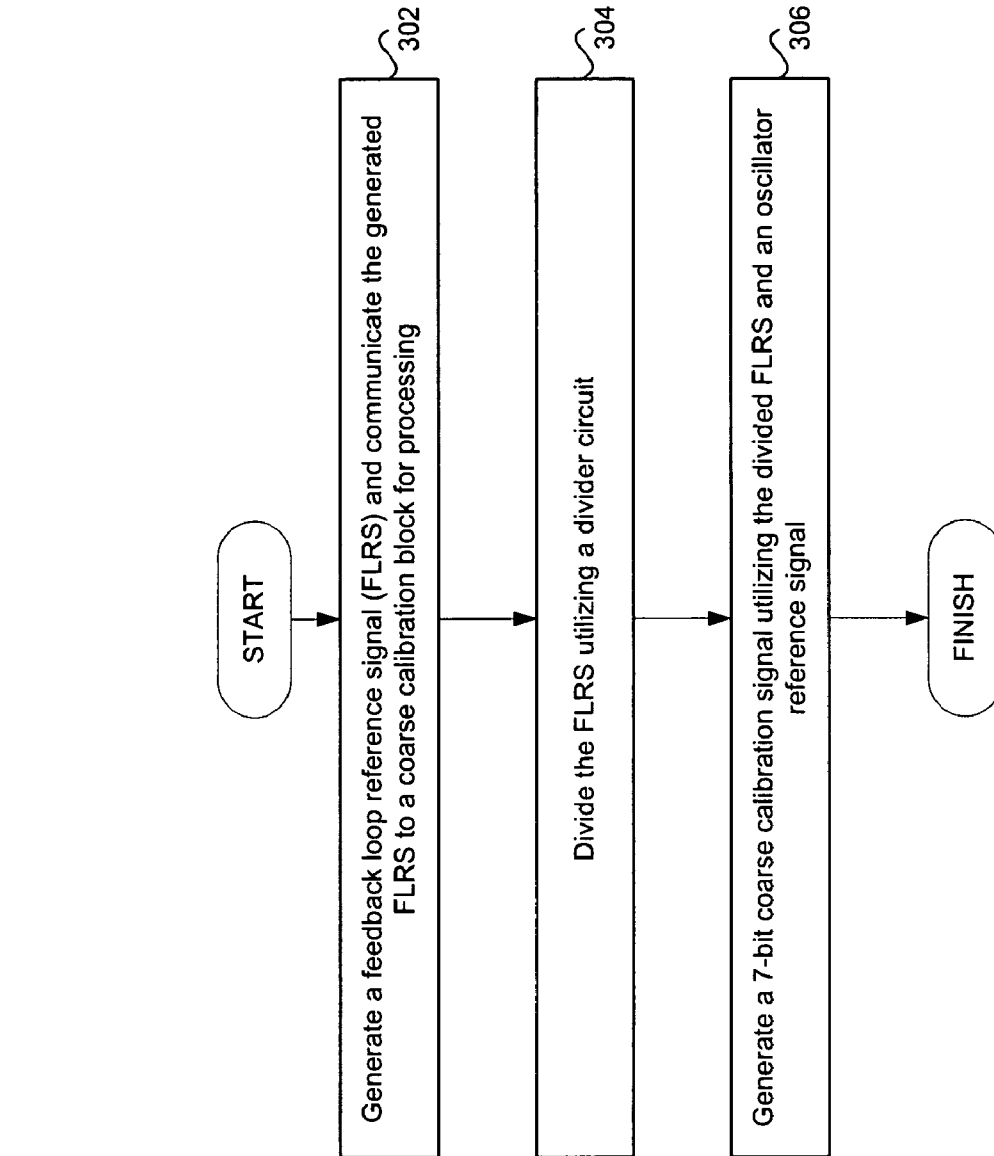 START
302
Generate a feedback loop reference signal (FLRS) and communicate the generated
FLRS to a coarse calibration block for processing
304
Divide the FLRS utilizing a divider circuit
306
Generate a 7-bit coarse calibration signal utilizing the divided FLRS and an oscillator
reference signal
FINISH